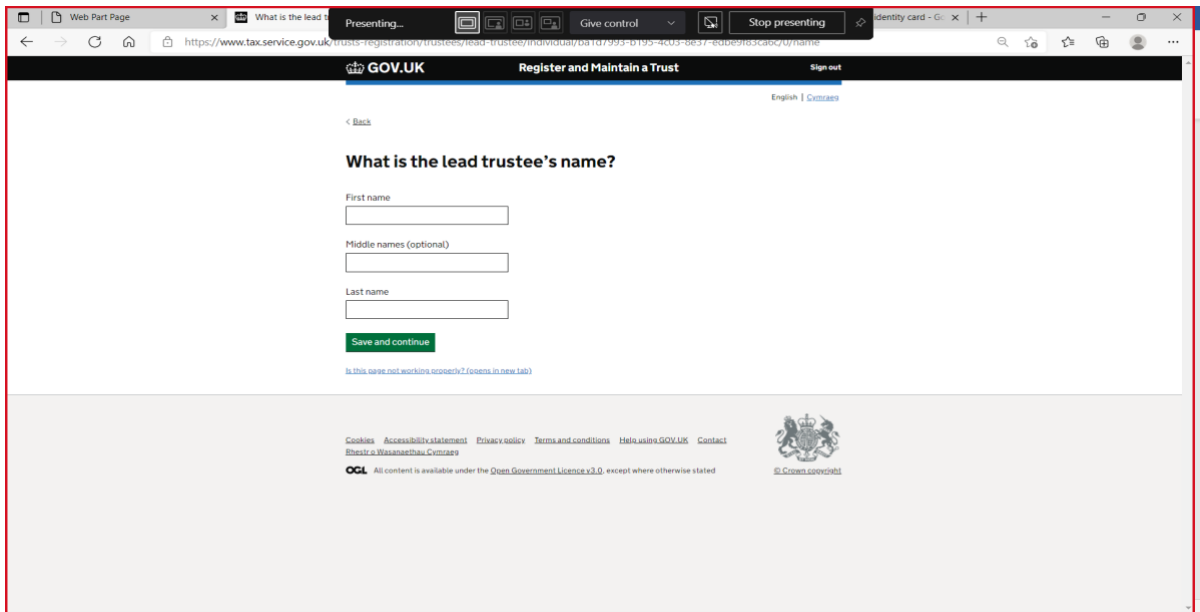 Web Part Page
What is the lead t
Presenting...
Give control
Stop presenting
identity card - Go
https://www.tax.service.gov.uk/trusts-registration/trustees/lead-trustee/individual/ba1d7993-b195-4c03-8e37-edbe9f83ca6c/0/name
GOV.UK
Register and Maintain a Trust
Sign out
English | Cymraeg
< Back
What is the lead trustee’s name?
First name
Middle names (optional)
Last name
Save and continue
Is this page not working properly? (opens in new tab)
Cookies Accessibility statement Privacy policy Terms and conditions Help using GOV.UK Contact
Rhestr o Wasanaethau Cymraeg
OGL All content is available under the Open Government Licence v3.0, except where otherwise stated
© Crown copyright